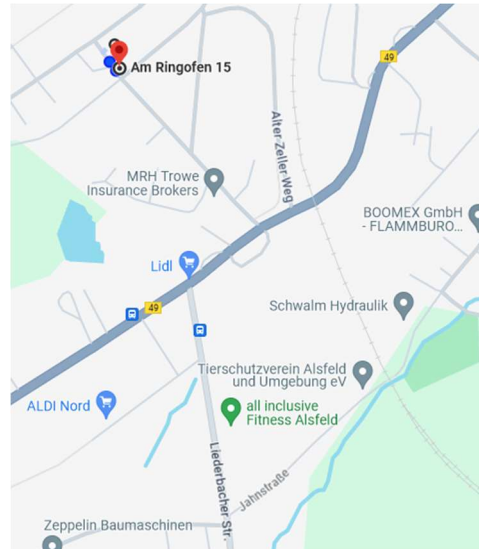 49
Am Ringofen 15
Alter Zeller Weg
MRH Trowe
Insurance Brokers
BOOMEX GmbH
- FLAMMBURO...
Lidl
49
Schwalm Hydraulik
Tierschutzverein Alsfeld
und Umgebung eV
ALDI Nord
all inclusive
Fitness Alsfeld
Liederbacher Str.
Jahnstraße
Zeppelin Baumaschinen